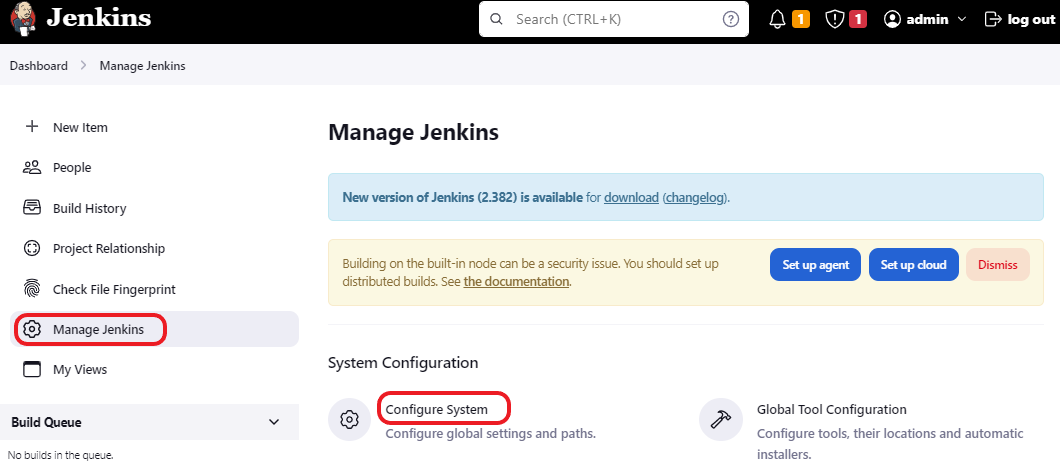 Jenkins
Search (CTRL+K)
?
1
1
admin
log out
Dashboard
Manage Jenkins
New Item
People
Build History
Project Relationship
Check File Fingerprint
Manage Jenkins
My Views
Build Queue
No builds in the queue.
Manage Jenkins
New version of Jenkins (2.382) is available for download (changelog).
Building on the built-in node can be a security issue. You should set up
distributed builds. See the documentation.
Set up agent
Set up cloud
Dismiss
System Configuration
Configure System
Configure global settings and paths.
Global Tool Configuration
Configure tools, their locations and automatic
installers.